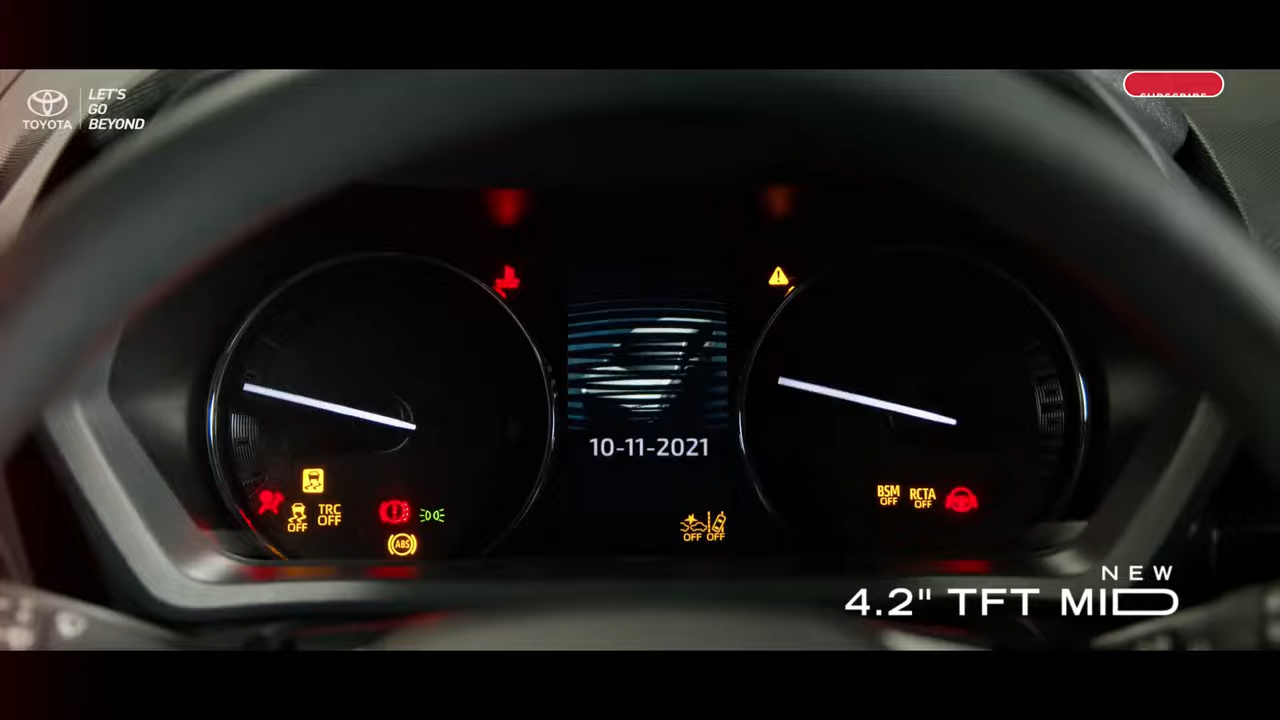 LET'S
GO
BEYOND
TOYOTA
SUBSCRIBE
10-11-2021
TRC
OFF
OFF
ABS
OFF OFF
BSM
OFF
RCTA
OFF
NEW
4.2" TFT MID